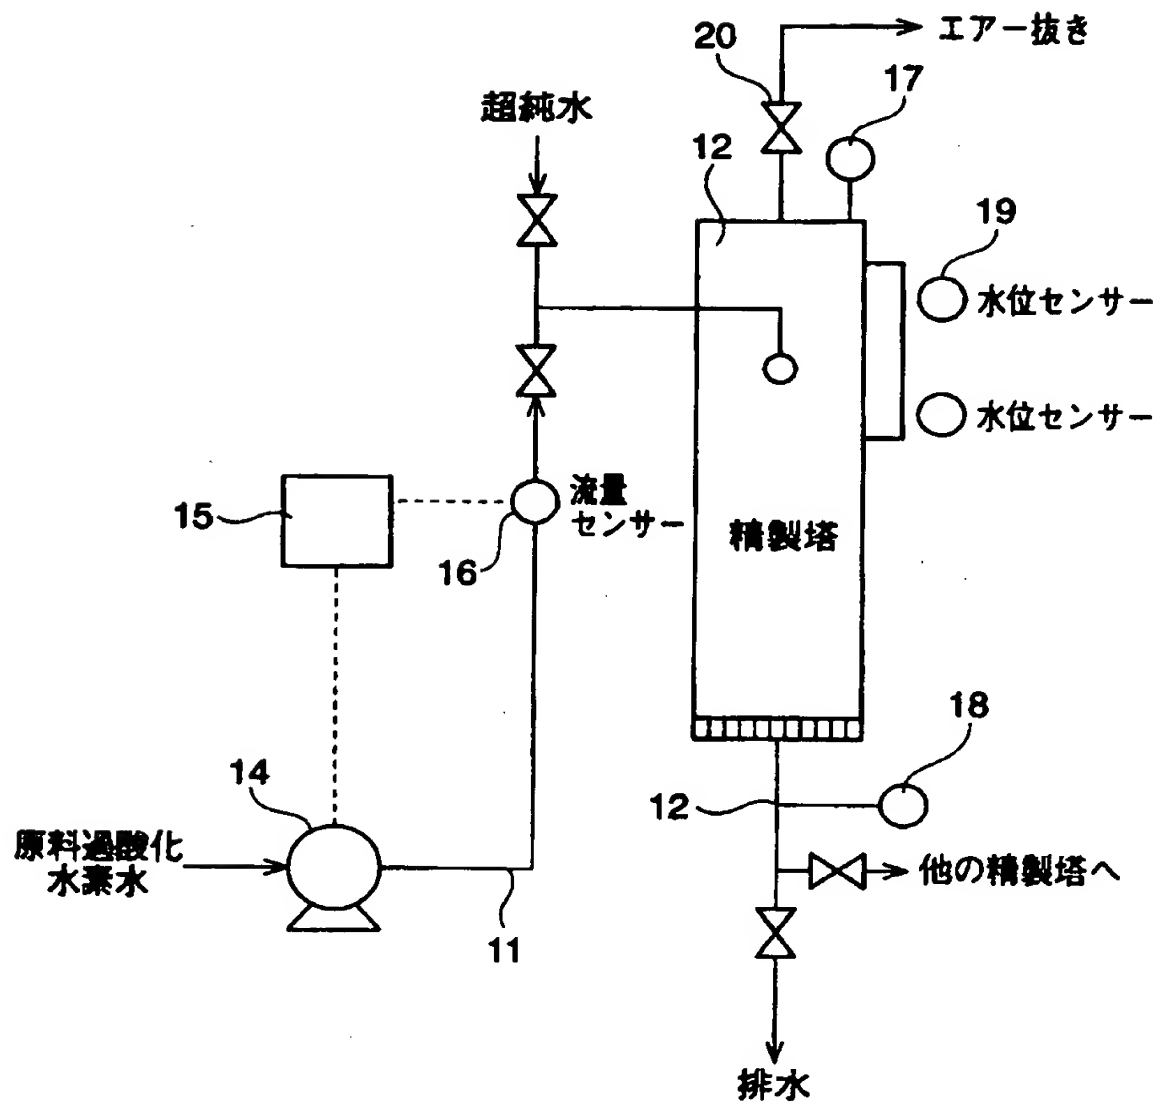 20
エアー抜き
17
超純水
12
19
水位センサー
水位センサー
15
流量
センサー
16
精製塔
18
14
12
原料過酸化
水素水
他の精製塔へ
11
排水